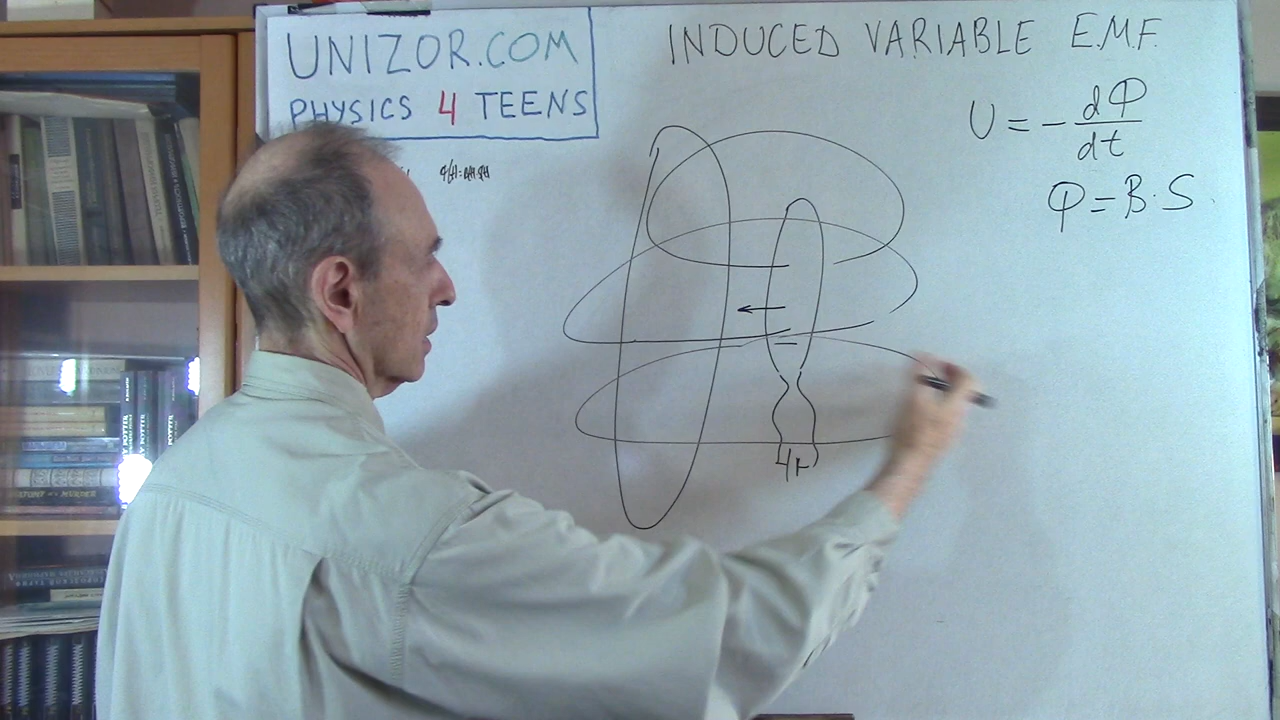 UNIZOR.COM
PHYSICS 4 TEENS
INDUCED VARIABLE E.M.F.
U = - dΦ/dt
Φ = B·S